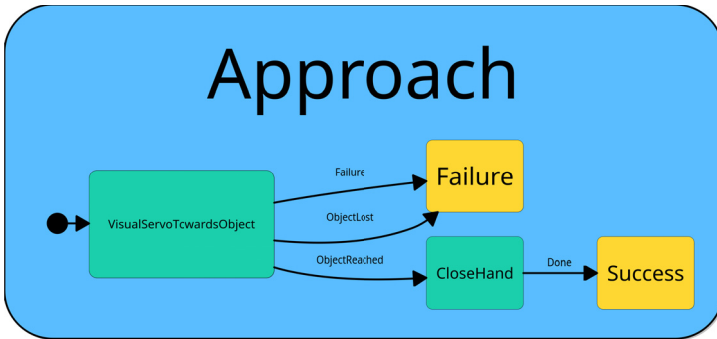 Approach
Failure
Failure
VisualServoTowardsObject
ObjectLost
ObjectReached
CloseHand
Done
Success